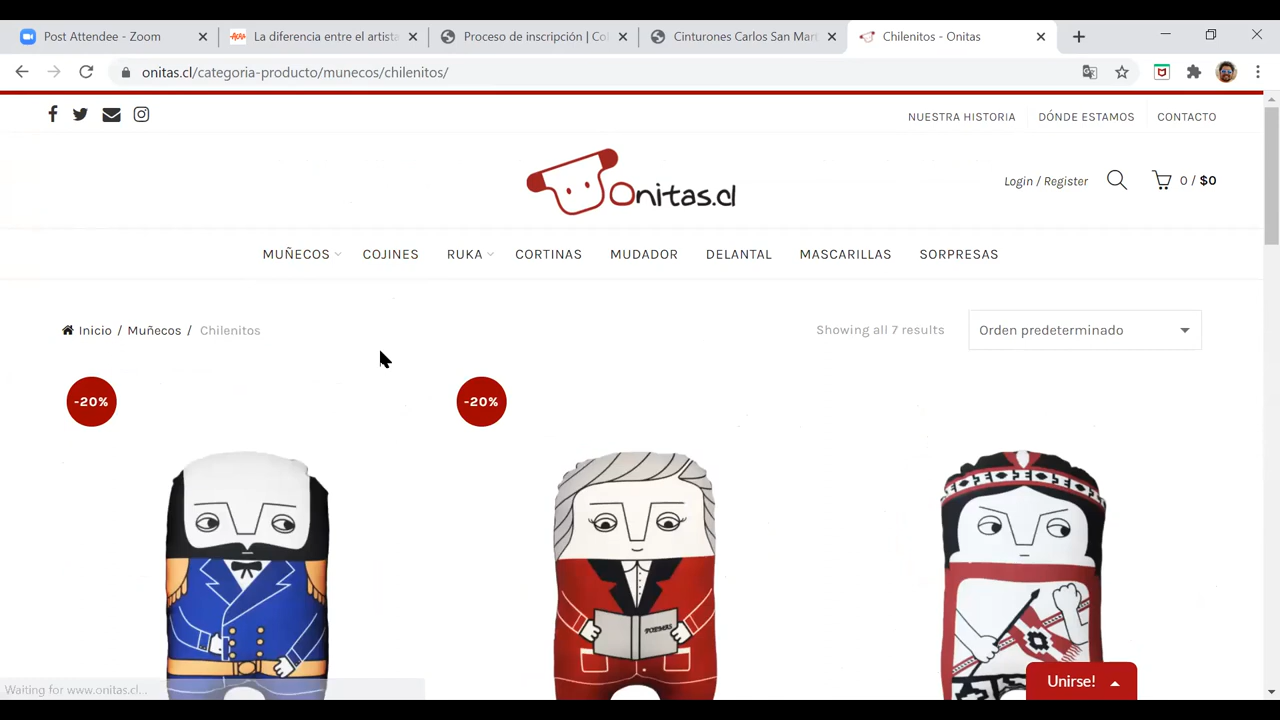 Post Attendee - Zoom
La diferencia entre el artista
Proceso de inscripción | Col
Cinturones Carlos San Mart
Chilenitos - Onitas
onitas.cl/categoria-producto/munecos/chilenitos/
NUESTRA HISTORIA
DÓNDE ESTAMOS
CONTACTO
Onitas.cl
Login / Register
0 / $0
MUÑECOS
COJINES
RUKA
CORTINAS
MUDADOR
DELANTAL
MASCARILLAS
SORPRESAS
Inicio / Muñecos / Chilenitos
Showing all 7 results
Orden predeterminado
-20%
-20%
POEMAS
Unirse!
Waiting for www.onitas.cl...